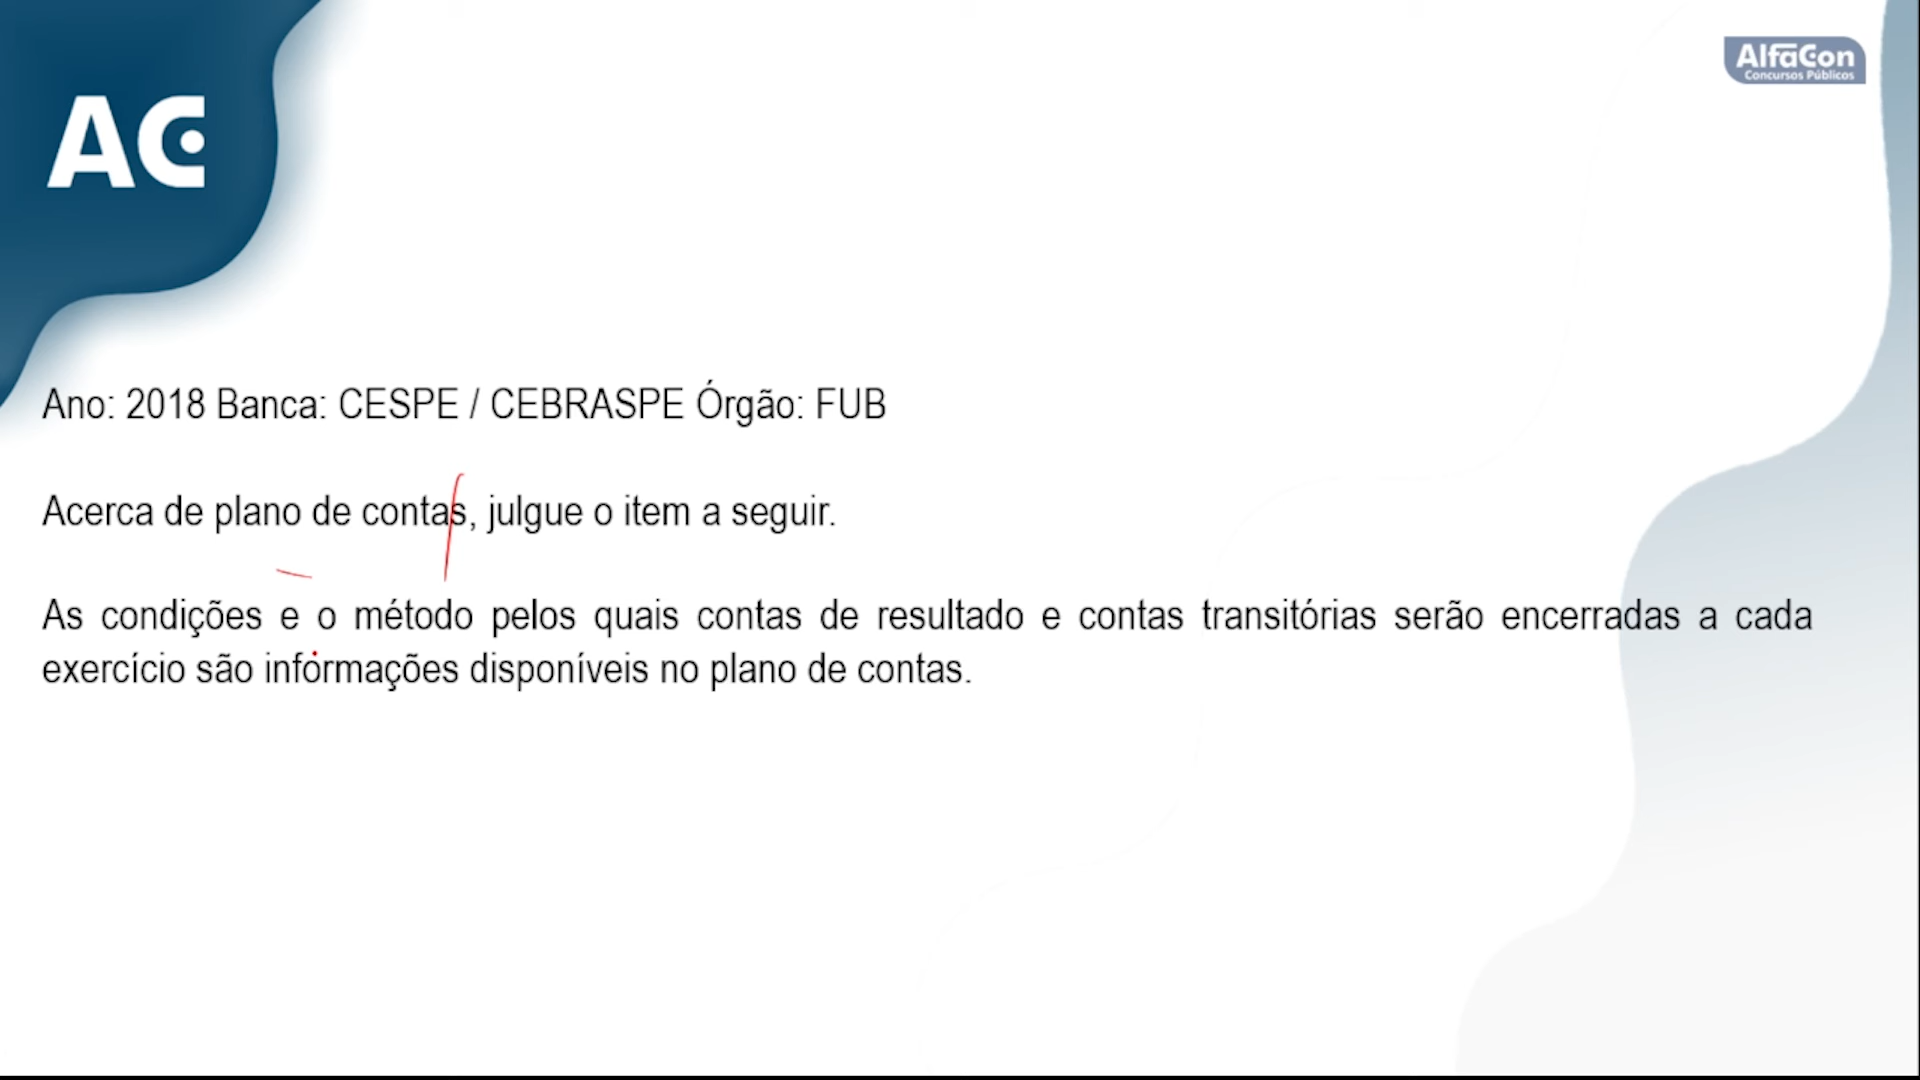 AC
AlfaCon
Concursos Públicos
Ano: 2018 Banca: CESPE / CEBRASPE Órgão: FUB
Acerca de plano de contas, julgue o item a seguir.
As condições e o método pelos quais contas de resultado e contas transitórias serão encerradas a cada
exercício são informações disponíveis no plano de contas.